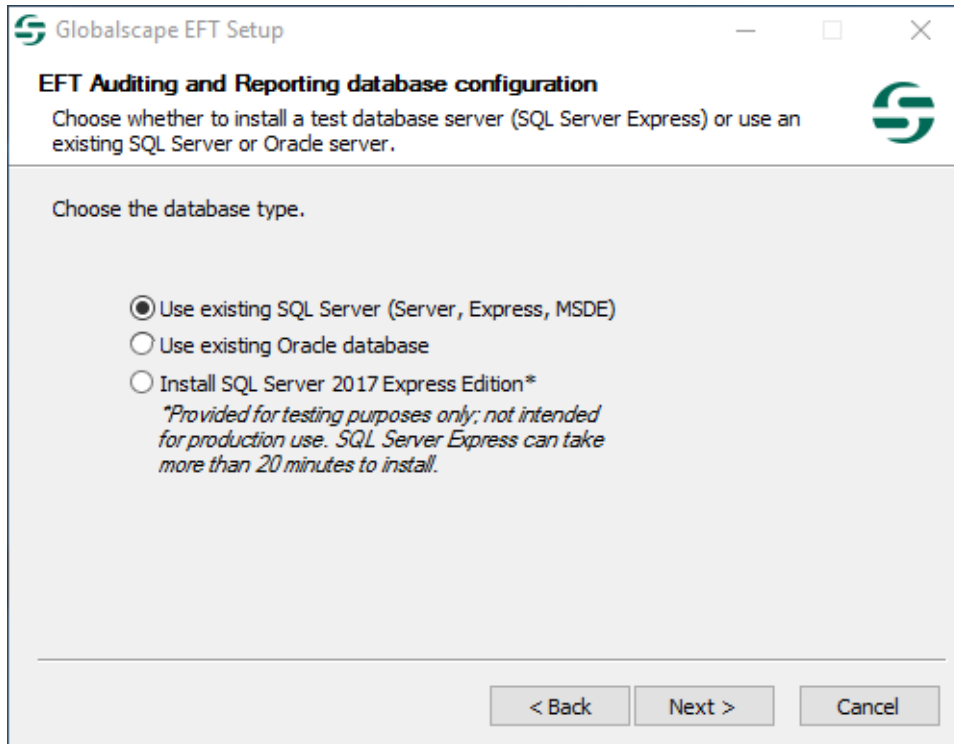 Globalscape EFT Setup
EFT Auditing and Reporting database configuration
Choose whether to install a test database server (SQL Server Express) or use an
existing SQL Server or Oracle server.
Choose the database type.
Use existing SQL Server (Server, Express, MSDE)
Use existing Oracle database
Install SQL Server 2017 Express Edition*
*Provided for testing purposes only; not intended
for production use. SQL Server Express can take
more than 20 minutes to install.
< Back Next > Cancel